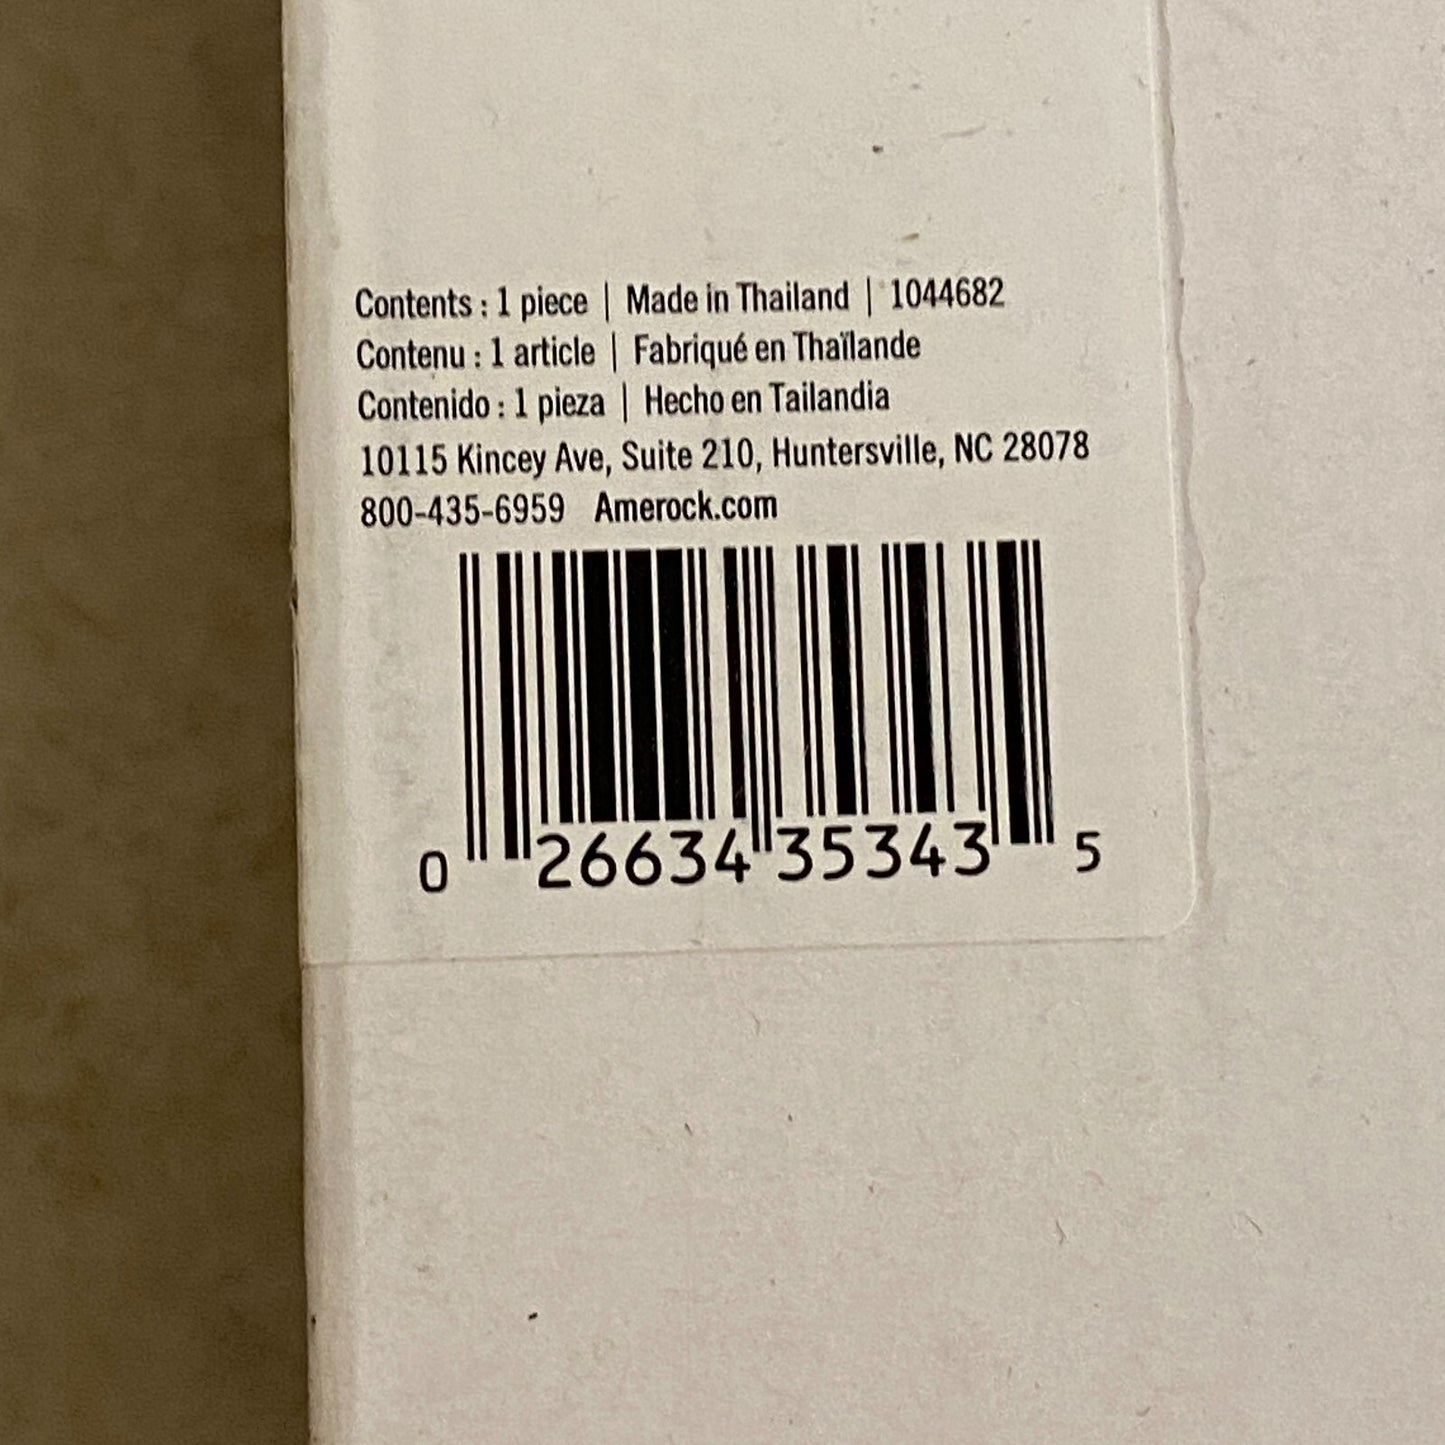 Contents : 1 piece | Made in Thailand | 1044682
Contenu : 1 article | Fabriqué en Thaïlande
Contenido : 1 pieza | Hecho en Tailandia
10115 Kincey Ave, Suite 210, Huntersville, NC 28078
800-435-6959 Amerock.com
0 26634 35343 5